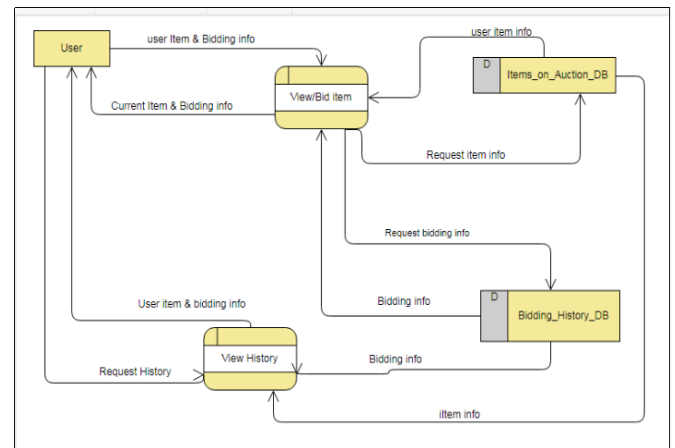 user item info
user Item & Bidding info
User
D
Items_on_Auction_DB
View/Bid item
Current Item & Bidding info
Request item info
Request bidding info
D
User item & bidding info
Bidding info
Bidding_History_DB
View History
Bidding info
Request History
iItem info